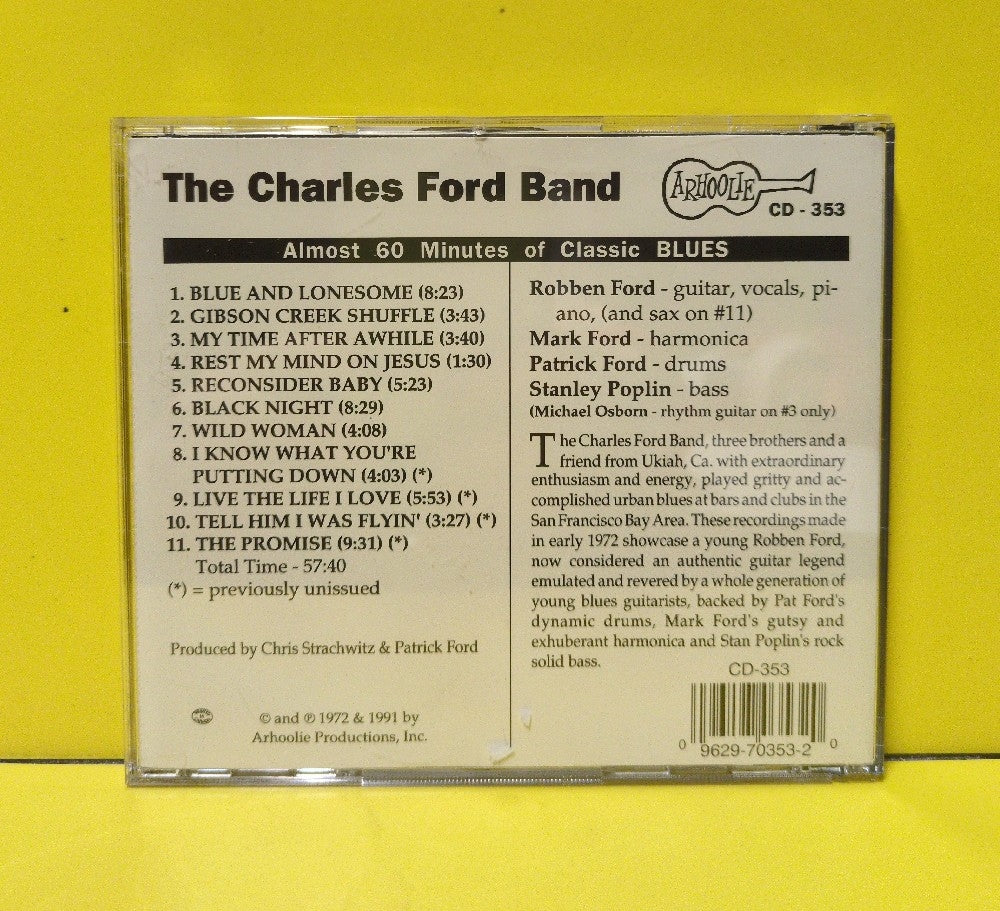 The Charles Ford Band
ARHOOLIE
CD - 353
Almost 60 Minutes of Classic BLUES
1. BLUE AND LONESOME (8:23)
2. GIBSON CREEK SHUFFLE (3:43)
3. MY TIME AFTER AWHILE (3:40)
4. REST MY MIND ON JESUS (1:30)
5. RECONSIDER BABY (5:23)
6. BLACK NIGHT (8:29)
7. WILD WOMAN (4:08)
8. I KNOW WHAT YOU'RE
PUTTING DOWN (4:03) (*)
9. LIVE THE LIFE I LOVE (5:53) (*)
10. TELL HIM I WAS FLYIN' (3:27) (*)
11. THE PROMISE (9:31) (*)
Total Time - 57:40
(*) = previously unissued
Produced by Chris Strachwitz & Patrick Ford
© and ℗ 1972 & 1991 by
Arhoolie Productions, Inc.
Robben Ford - guitar, vocals, pi-
ano, (and sax on #11)
Mark Ford - harmonica
Patrick Ford - drums
Stanley Poplin - bass
(Michael Osborn - rhythm guitar on #3 only)
The Charles Ford Band, three brothers and a
friend from Ukiah, Ca. with extraordinary
enthusiasm and energy, played gritty and ac-
complished urban blues at bars and clubs in the
San Francisco Bay Area. These recordings made
in early 1972 showcase a young Robben Ford,
now considered an authentic guitar legend
emulated and revered by a whole generation of
young blues guitarists, backed by Pat Ford's
dynamic drums, Mark Ford's gutsy and
exhuberant harmonica and Stan Poplin's rock
solid bass.
CD-353
0 9629-70353-2 0